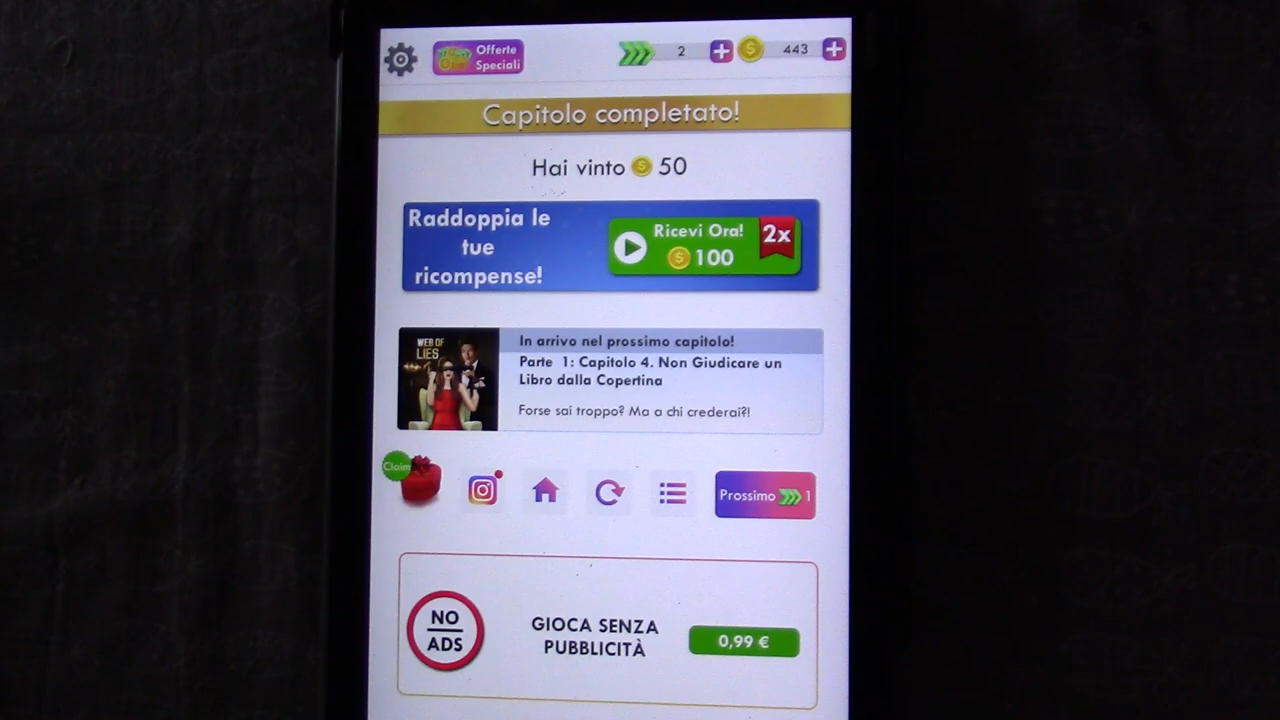 Offerte
Speciali
2
443
Capitolo completato!
Hai vinto 50
Raddoppia le
tue
ricompense!
Ricevi Ora!
100
2x
WEB OF
LIES
In arrivo nel prossimo capitolo!
Parte 1: Capitolo 4. Non Giudicare un
Libro dalla Copertina
Forse sai troppo? Ma a chi crederai?!
Claim
Prossimo 1
NO
ADS
GIOCA SENZA
PUBBLICITÀ
0,99 €